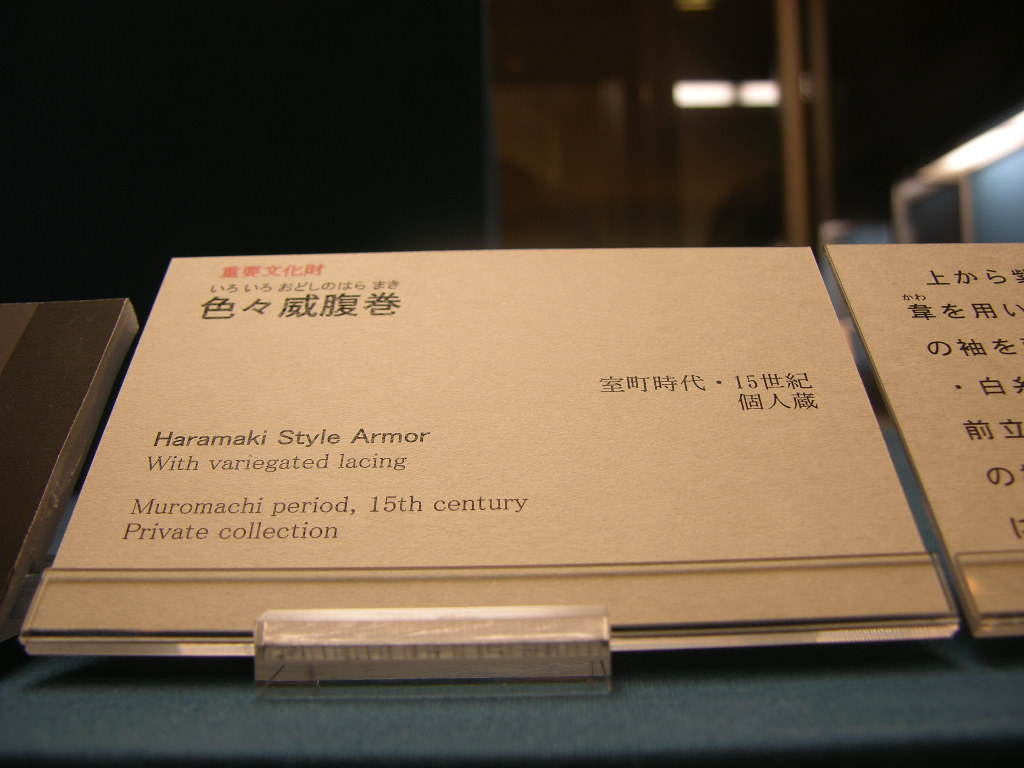 重要文化財
いろ いろ おどしのはら まき
色々威腹巻
室町時代・15世紀
個人蔵
Haramaki Style Armor
With variegated lacing
Muromachi period, 15th century
Private collection
上から
かわ
韋を用い
の袖を
・白糸
前立
の
は